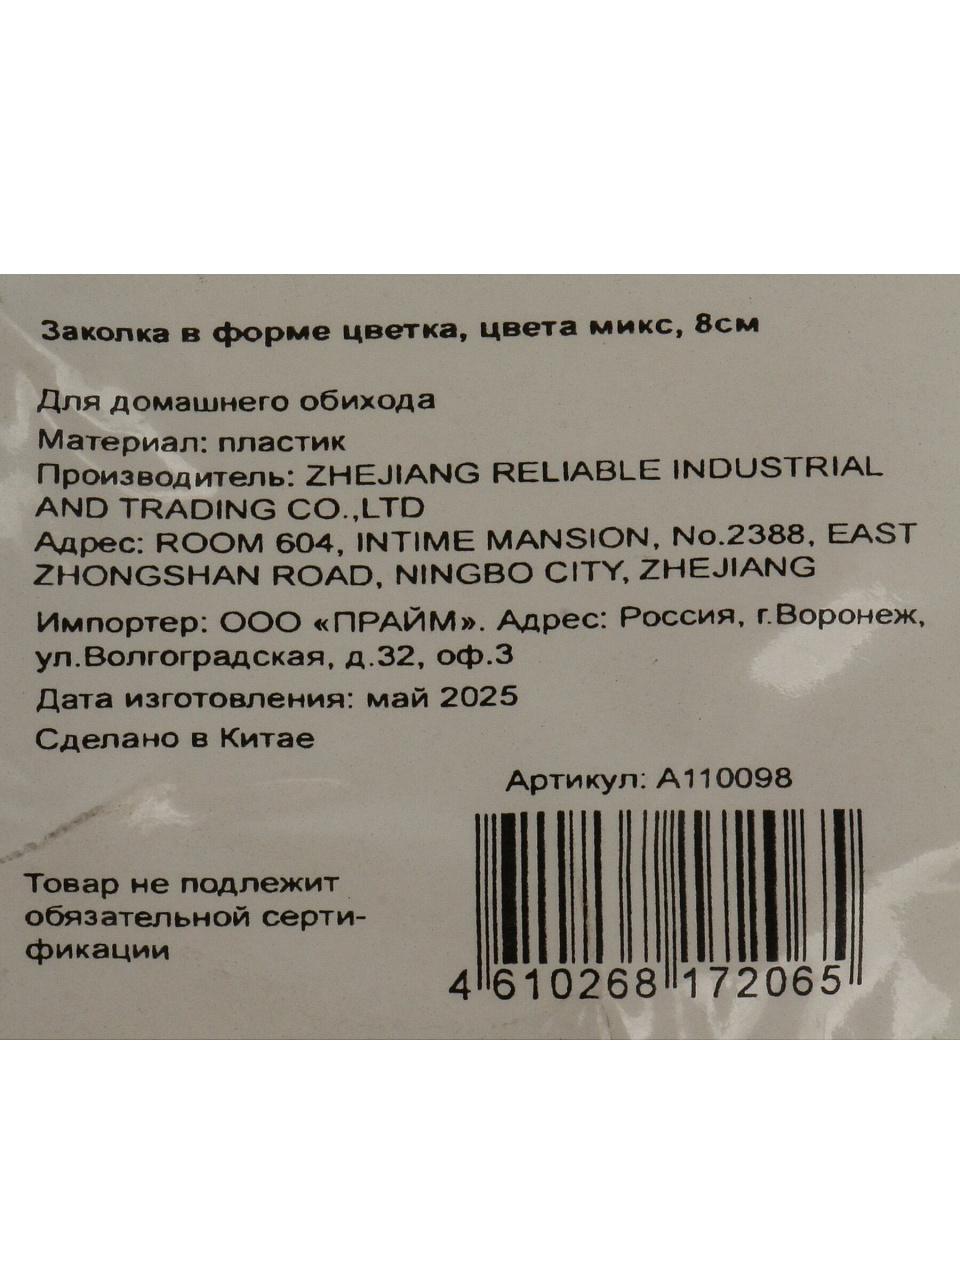 Заколка в форме цветка, цвета микс, 8см
Для домашнего обихода
Материал: пластик
Производитель: ZHEJIANG RELIABLE INDUSTRIAL
AND TRADING CO.,LTD
Адрес: ROOM 604, INTIME MANSION, No.2388, EAST
ZHONGSHAN ROAD, NINGBO CITY, ZHEJIANG
Импортер: ООО «ПРАЙМ». Адрес: Россия, г.Воронеж,
ул.Волгоградская, д.32, оф.3
Дата изготовления: май 2025
Сделано в Китае
Артикул: A110098
Товар не подлежит
обязательной серти-
фикации
4 610268 172065